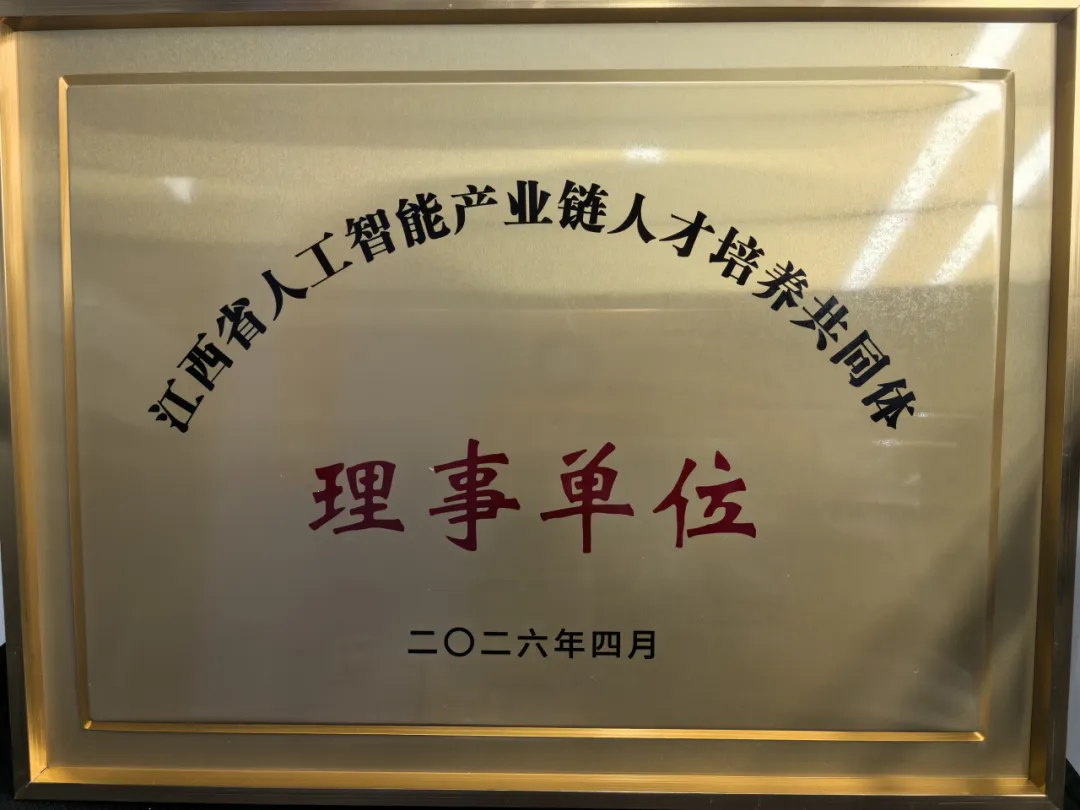 江西省人工智能产业链人才培养共同体
理事单位
二〇二六年四月